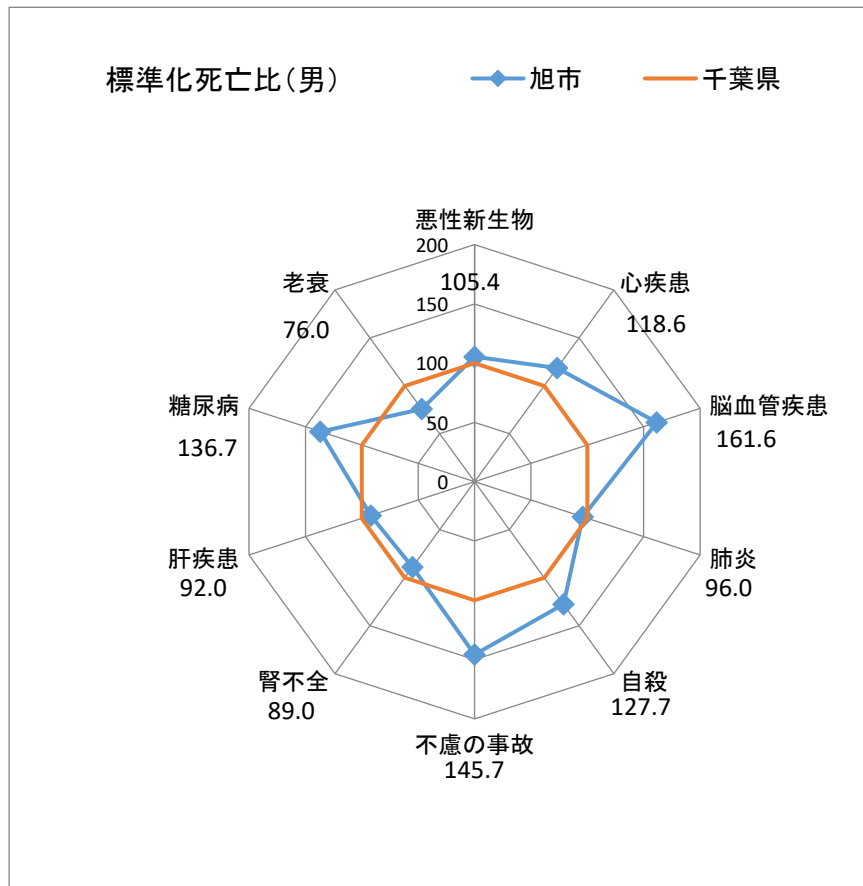 標準化死亡比（男）
旭市
千葉県
悪性新生物
105.4
心疾患
118.6
脳血管疾患
161.6
肺炎
96.0
自殺
127.7
不慮の事故
145.7
腎不全
89.0
肝疾患
92.0
糖尿病
136.7
老衰
76.0
200
150
100
50
0